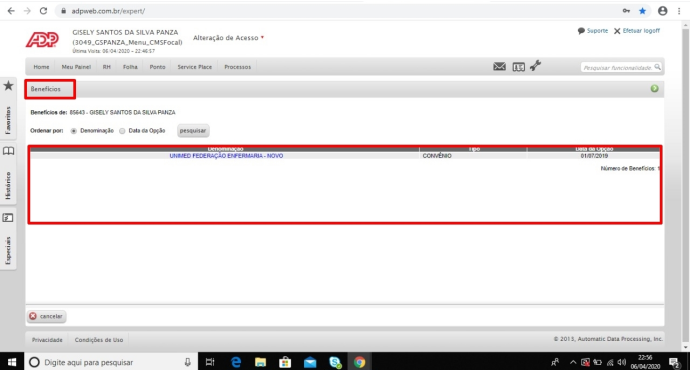 adpweb.com.br/expert/
ADP
GISELY SANTOS DA SILVA PANZA
(3049_GSPANZA_Menu_CMSFocal)
Última Visita: 06/04/2020 - 22:46:57
Alteração de Acesso
Suporte
Efetuar logoff
Home Meu Painel RH Folha Ponto Service Place Processos
Pesquisar funcionalidade
Benefícios
Favoritos
Histórico
Especiais
Benefícios de: 85643 - GISELY SANTOS DA SILVA PANZA
Ordenar por: Denominação Data da Opção pesquisar
Denominação Tipo Data da Opção
UNIMED FEDERAÇÃO ENFERMARIA - NOVO CONVÊNIO 01/07/2019
Número de Benefícios:
cancelar
Privacidade Condições de Uso
© 2015, Automatic Data Processing, Inc.
Digite aqui para pesquisar
22:56
06/04/2020